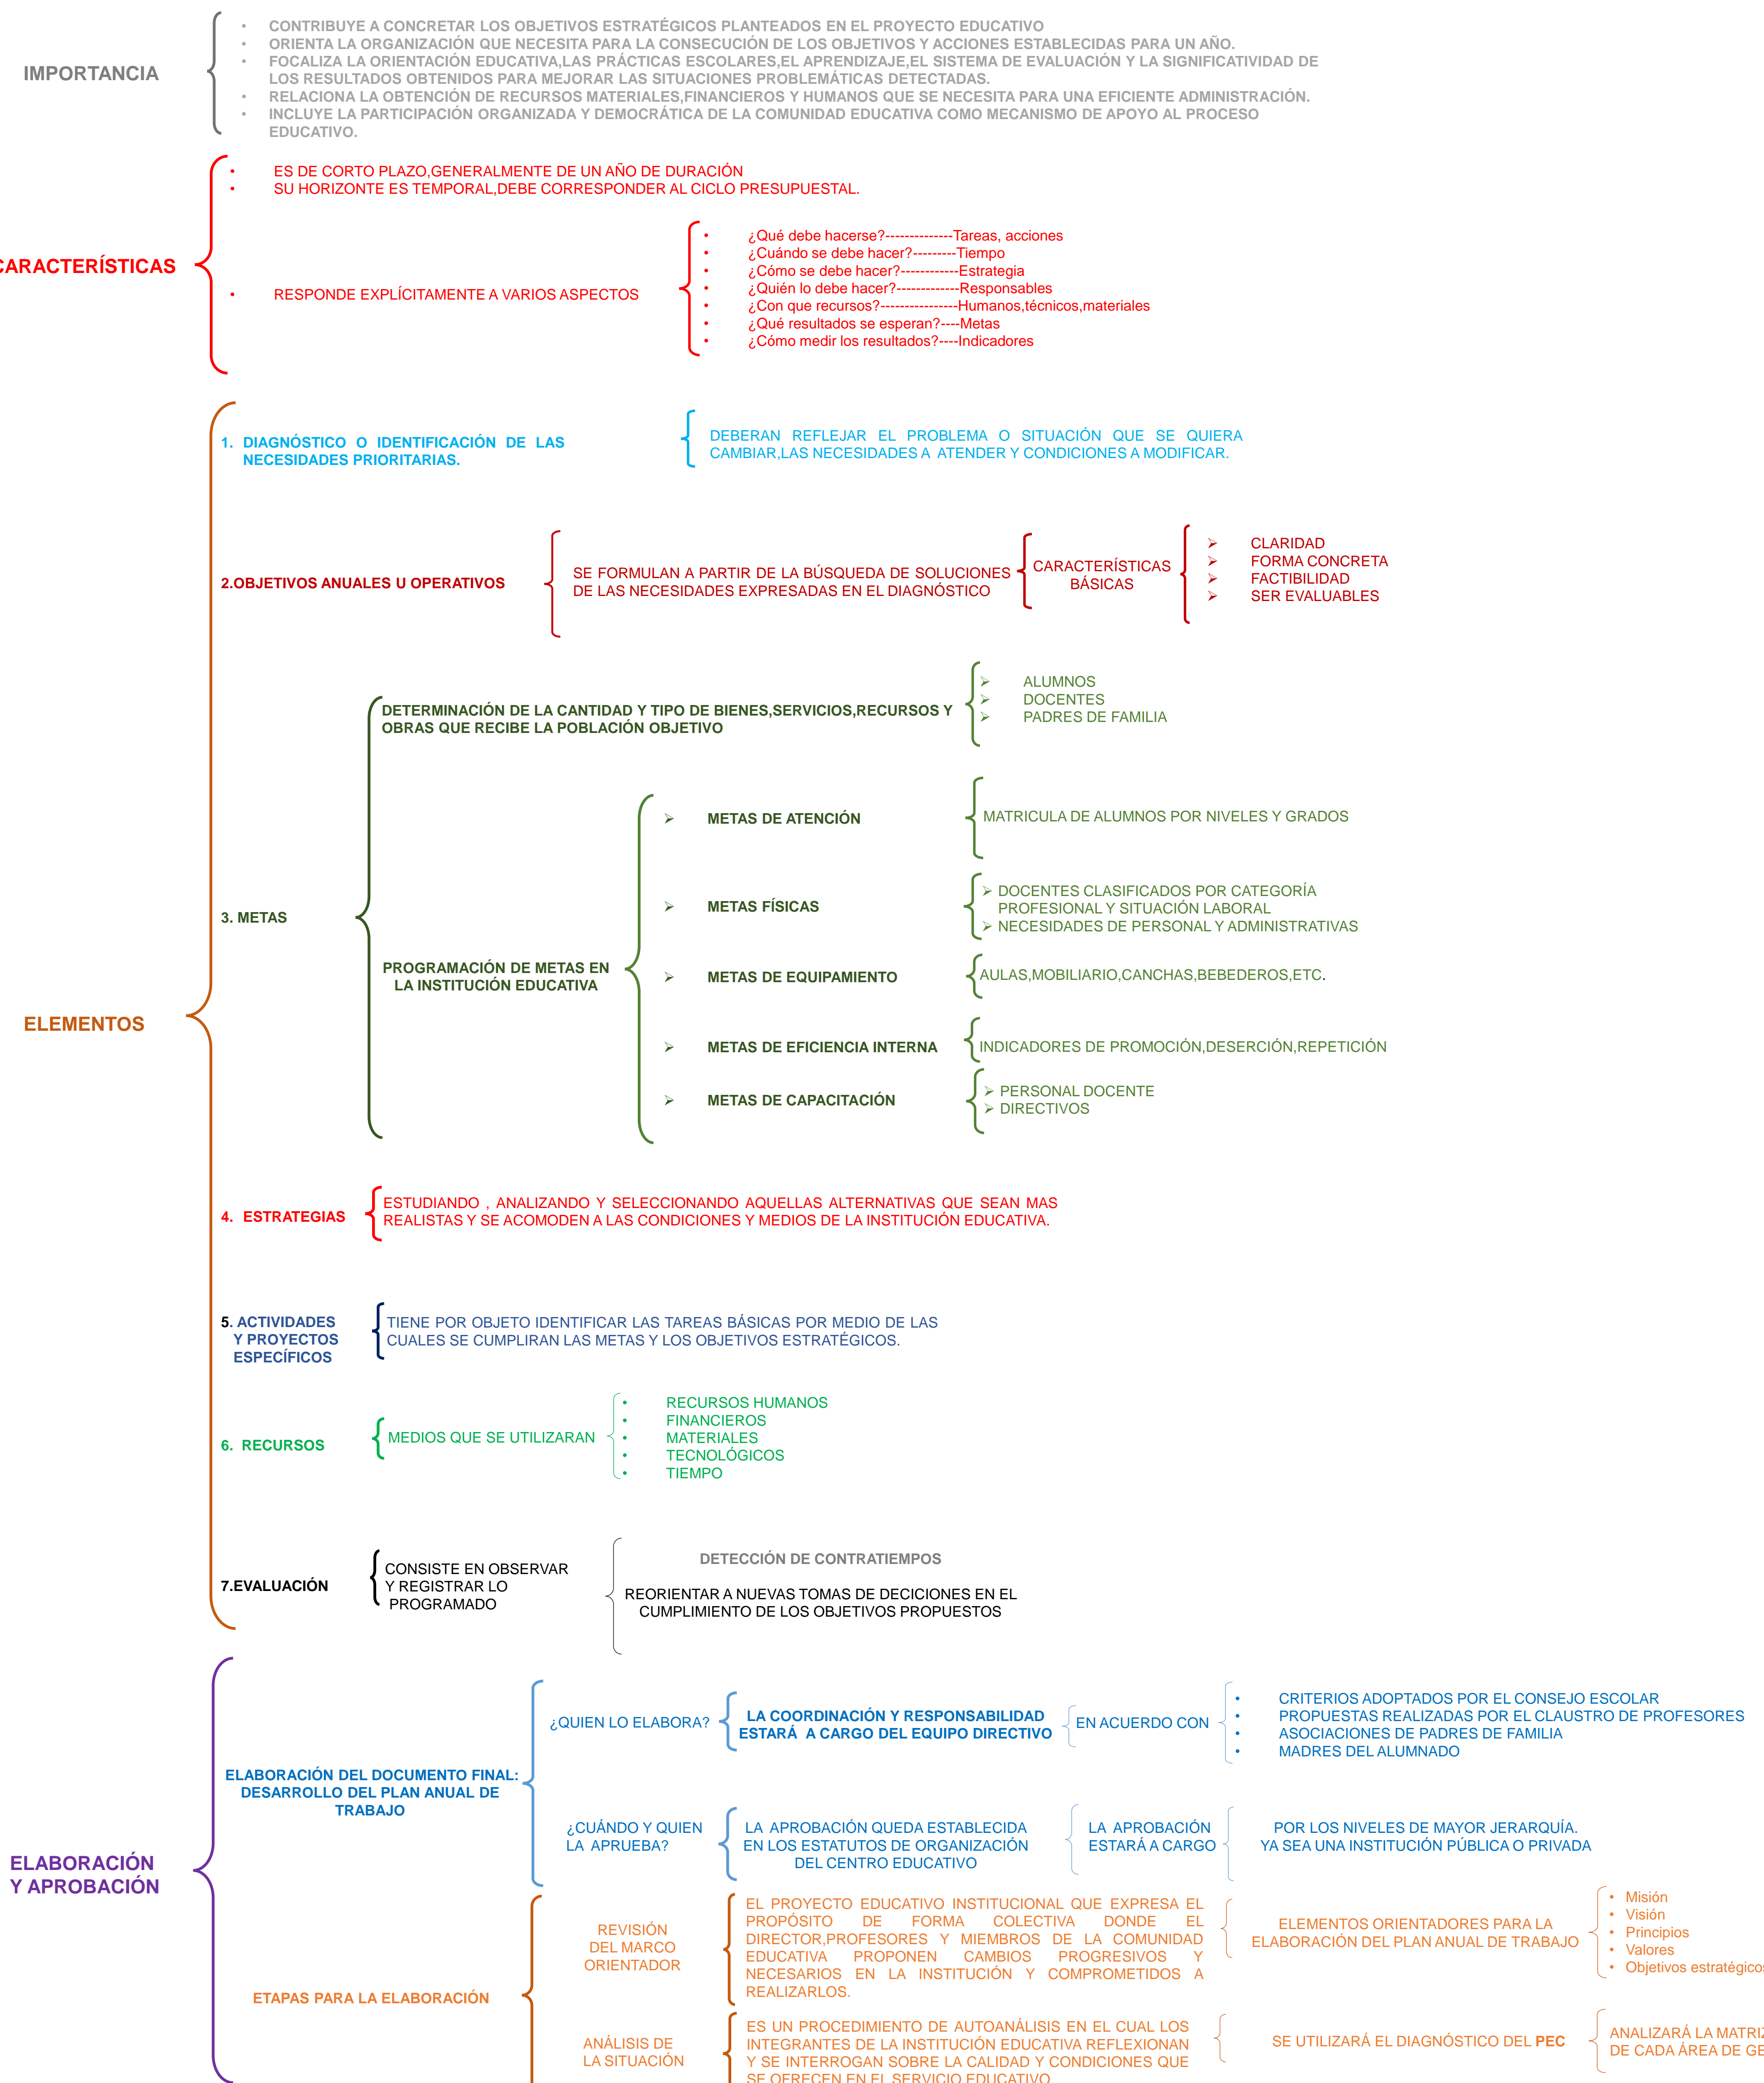 IMPORTANCIA
• CONTRIBUYE A CONCRETAR LOS OBJETIVOS ESTRATÉGICOS PLANTEADOS EN EL PROYECTO EDUCATIVO
• ORIENTA LA ORGANIZACIÓN QUE NECESITA PARA LA CONSECUCIÓN DE LOS OBJETIVOS Y ACCIONES ESTABLECIDAS PARA UN AÑO.
• FOCALIZA LA ORIENTACIÓN EDUCATIVA,LAS PRÁCTICAS ESCOLARES,EL APRENDIZAJE,EL SISTEMA DE EVALUACIÓN Y LA SIGNIFICATIVIDAD DE
LOS RESULTADOS OBTENIDOS PARA MEJORAR LAS SITUACIONES PROBLEMÁTICAS DETECTADAS.
• RELACIONA LA OBTENCIÓN DE RECURSOS MATERIALES,FINANCIEROS Y HUMANOS QUE SE NECESITA PARA UNA EFICIENTE ADMINISTRACIÓN.
• INCLUYE LA PARTICIPACIÓN ORGANIZADA Y DEMOCRÁTICA DE LA COMUNIDAD EDUCATIVA COMO MECANISMO DE APOYO AL PROCESO
EDUCATIVO.
CARACTERÍSTICAS
• ES DE CORTO PLAZO,GENERALMENTE DE UN AÑO DE DURACIÓN
• SU HORIZONTE ES TEMPORAL,DEBE CORRESPONDER AL CICLO PRESUPUESTAL.
• RESPONDE EXPLÍCITAMENTE A VARIOS ASPECTOS
• ¿Qué debe hacerse?--------------Tareas, acciones
• ¿Cuándo se debe hacer?---------Tiempo
• ¿Cómo se debe hacer?------------Estrategia
• ¿Quién lo debe hacer?-------------Responsables
• ¿Con que recursos?----------------Humanos,técnicos,materiales
• ¿Qué resultados se esperan?----Metas
• ¿Cómo medir los resultados?----Indicadores
ELEMENTOS
1. DIAGNÓSTICO O IDENTIFICACIÓN DE LAS
NECESIDADES PRIORITARIAS.
DEBERAN REFLEJAR EL PROBLEMA O SITUACIÓN QUE SE QUIERA
CAMBIAR,LAS NECESIDADES A ATENDER Y CONDICIONES A MODIFICAR.
2.OBJETIVOS ANUALES U OPERATIVOS
SE FORMULAN A PARTIR DE LA BÚSQUEDA DE SOLUCIONES
DE LAS NECESIDADES EXPRESADAS EN EL DIAGNÓSTICO
CARACTERÍSTICAS
BÁSICAS
➢ CLARIDAD
➢ FORMA CONCRETA
➢ FACTIBILIDAD
➢ SER EVALUABLES
3. METAS
DETERMINACIÓN DE LA CANTIDAD Y TIPO DE BIENES,SERVICIOS,RECURSOS Y
OBRAS QUE RECIBE LA POBLACIÓN OBJETIVO
➢ ALUMNOS
➢ DOCENTES
➢ PADRES DE FAMILIA
PROGRAMACIÓN DE METAS EN
LA INSTITUCIÓN EDUCATIVA
➢ METAS DE ATENCIÓN
MATRICULA DE ALUMNOS POR NIVELES Y GRADOS
➢ METAS FÍSICAS
➢ DOCENTES CLASIFICADOS POR CATEGORÍA
PROFESIONAL Y SITUACIÓN LABORAL
➢ NECESIDADES DE PERSONAL Y ADMINISTRATIVAS
➢ METAS DE EQUIPAMIENTO
AULAS,MOBILIARIO,CANCHAS,BEBEDEROS,ETC.
➢ METAS DE EFICIENCIA INTERNA
INDICADORES DE PROMOCIÓN,DESERCIÓN,REPETICIÓN
➢ METAS DE CAPACITACIÓN
➢ PERSONAL DOCENTE
➢ DIRECTIVOS
4. ESTRATEGIAS
ESTUDIANDO , ANALIZANDO Y SELECCIONANDO AQUELLAS ALTERNATIVAS QUE SEAN MAS
REALISTAS Y SE ACOMODEN A LAS CONDICIONES Y MEDIOS DE LA INSTITUCIÓN EDUCATIVA.
5. ACTIVIDADES
Y PROYECTOS
ESPECÍFICOS
TIENE POR OBJETO IDENTIFICAR LAS TAREAS BÁSICAS POR MEDIO DE LAS
CUALES SE CUMPLIRAN LAS METAS Y LOS OBJETIVOS ESTRATÉGICOS.
6. RECURSOS
MEDIOS QUE SE UTILIZARAN
• RECURSOS HUMANOS
• FINANCIEROS
• MATERIALES
• TECNOLÓGICOS
• TIEMPO
7.EVALUACIÓN
CONSISTE EN OBSERVAR
Y REGISTRAR LO
PROGRAMADO
DETECCIÓN DE CONTRATIEMPOS
REORIENTAR A NUEVAS TOMAS DE DECICIONES EN EL
CUMPLIMIENTO DE LOS OBJETIVOS PROPUESTOS
ELABORACIÓN
Y APROBACIÓN
ELABORACIÓN DEL DOCUMENTO FINAL:
DESARROLLO DEL PLAN ANUAL DE
TRABAJO
¿QUIEN LO ELABORA?
LA COORDINACIÓN Y RESPONSABILIDAD
ESTARÁ A CARGO DEL EQUIPO DIRECTIVO
EN ACUERDO CON
• CRITERIOS ADOPTADOS POR EL CONSEJO ESCOLAR
• PROPUESTAS REALIZADAS POR EL CLAUSTRO DE PROFESORES
• ASOCIACIONES DE PADRES DE FAMILIA
• MADRES DEL ALUMNADO
¿CUÁNDO Y QUIEN
LA APRUEBA?
LA APROBACIÓN QUEDA ESTABLECIDA
EN LOS ESTATUTOS DE ORGANIZACIÓN
DEL CENTRO EDUCATIVO
LA APROBACIÓN
ESTARÁ A CARGO
POR LOS NIVELES DE MAYOR JERARQUÍA.
YA SEA UNA INSTITUCIÓN PÚBLICA O PRIVADA
ETAPAS PARA LA ELABORACIÓN
REVISIÓN
DEL MARCO
ORIENTADOR
EL PROYECTO EDUCATIVO INSTITUCIONAL QUE EXPRESA EL
PROPÓSITO DE FORMA COLECTIVA DONDE EL
DIRECTOR,PROFESORES Y MIEMBROS DE LA COMUNIDAD
EDUCATIVA PROPONEN CAMBIOS PROGRESIVOS Y
NECESARIOS EN LA INSTITUCIÓN Y COMPROMETIDOS A
REALIZARLOS.
ELEMENTOS ORIENTADORES PARA LA
ELABORACIÓN DEL PLAN ANUAL DE TRABAJO
• Misión
• Visión
• Principios
• Valores
• Objetivos estratégicos
ANÁLISIS DE
LA SITUACIÓN
ES UN PROCEDIMIENTO DE AUTOANÁLISIS EN EL CUAL LOS
INTEGRANTES DE LA INSTITUCIÓN EDUCATIVA REFLEXIONAN
Y SE INTERROGAN SOBRE LA CALIDAD Y CONDICIONES QUE
SE OFRECEN EN EL SERVICIO EDUCATIVO
SE UTILIZARÁ EL DIAGNÓSTICO DEL PEC
ANALIZARÁ LA MATRIZ
DE CADA ÁREA DE GE